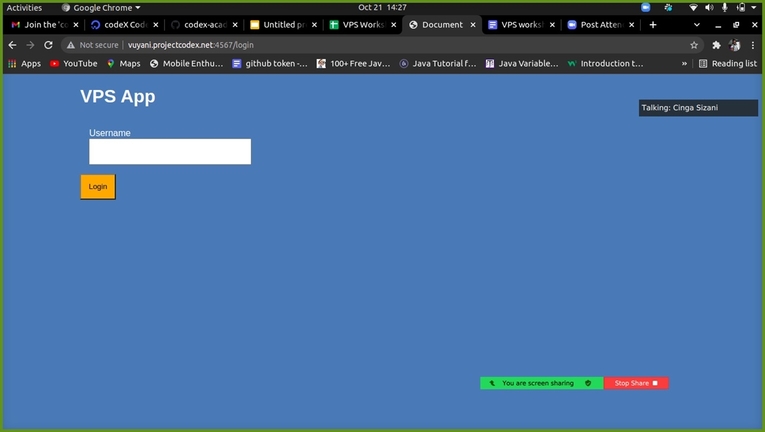 Activities Google Chrome Oct 21 14:27
Join the 'co codeX Code codex-acad Untitled pr VPS Works Document VPS works Post Atten
Not secure vuyani.projectcodex.net:4567/login
Apps YouTube Maps Mobile Enthu... github token -... 100+ Free Jav... Java Tutorial f... Java Variable... Introduction t... » Reading list
VPS App
Talking: Cinga Sizani
Username
Login
You are screen sharing Stop Share